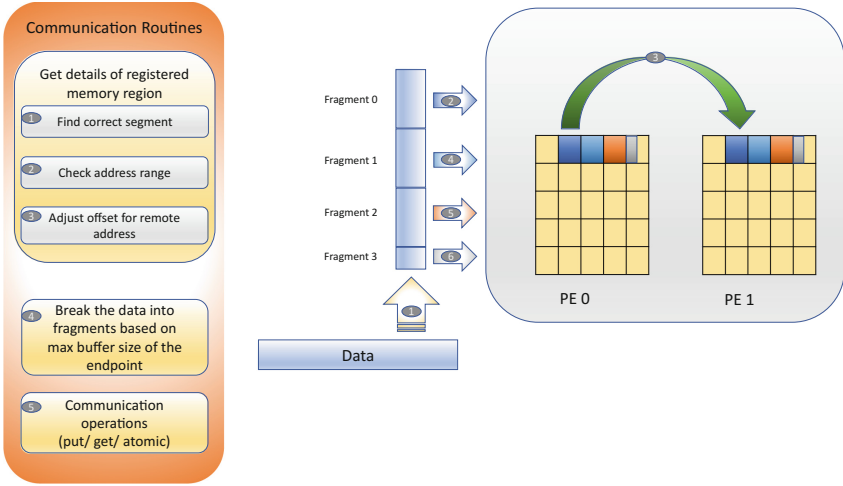 Communication Routines
Get details of registered
memory region
1
Find correct segment
2
Check address range
3
Adjust offset for remote
address
4
Break the data into
fragments based on
max buffer size of the
endpoint
5
Communication
operations
(put/ get/ atomic)
Fragment 0
2
Fragment 1
4
Fragment 2
5
Fragment 3
6
1
Data
3
PE 0
PE 1